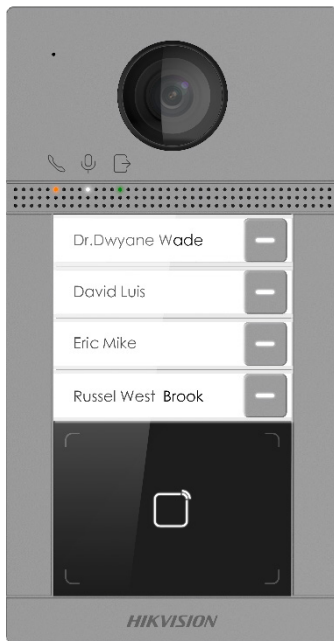 Dr.Dwyane Wade
David Luis
Eric Mike
Russel West Brook
HIKVISION